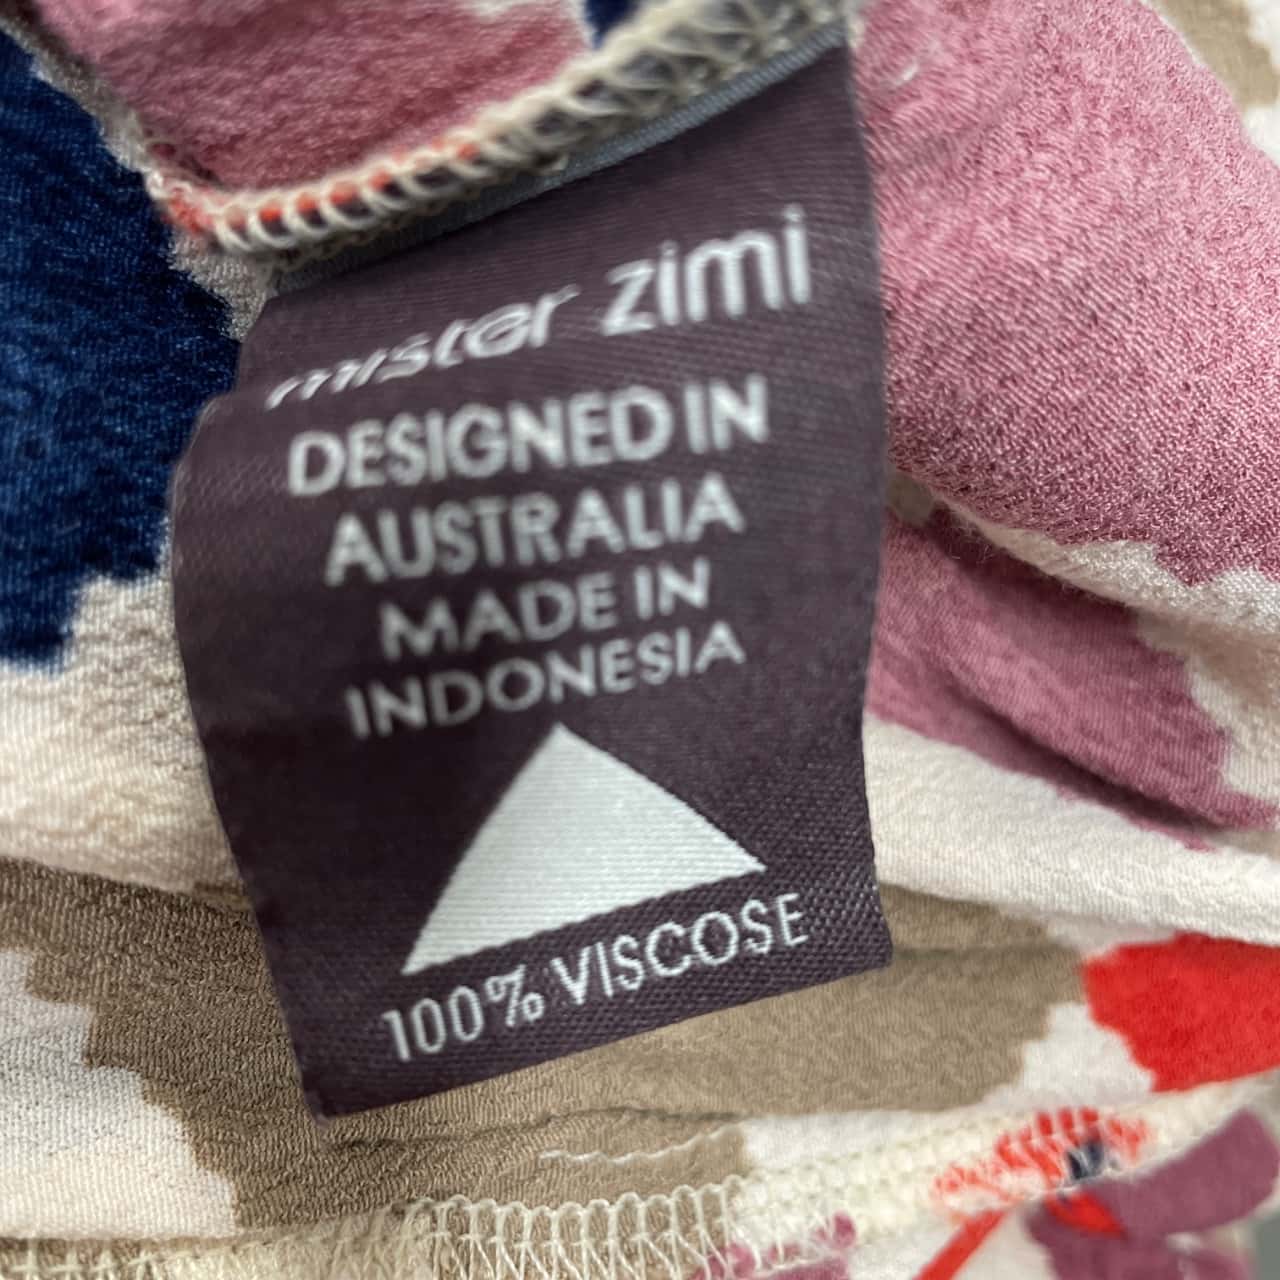 mister zimi
DESIGNED IN
AUSTRALIA
MADE IN
INDONESIA
100% VISCOSE